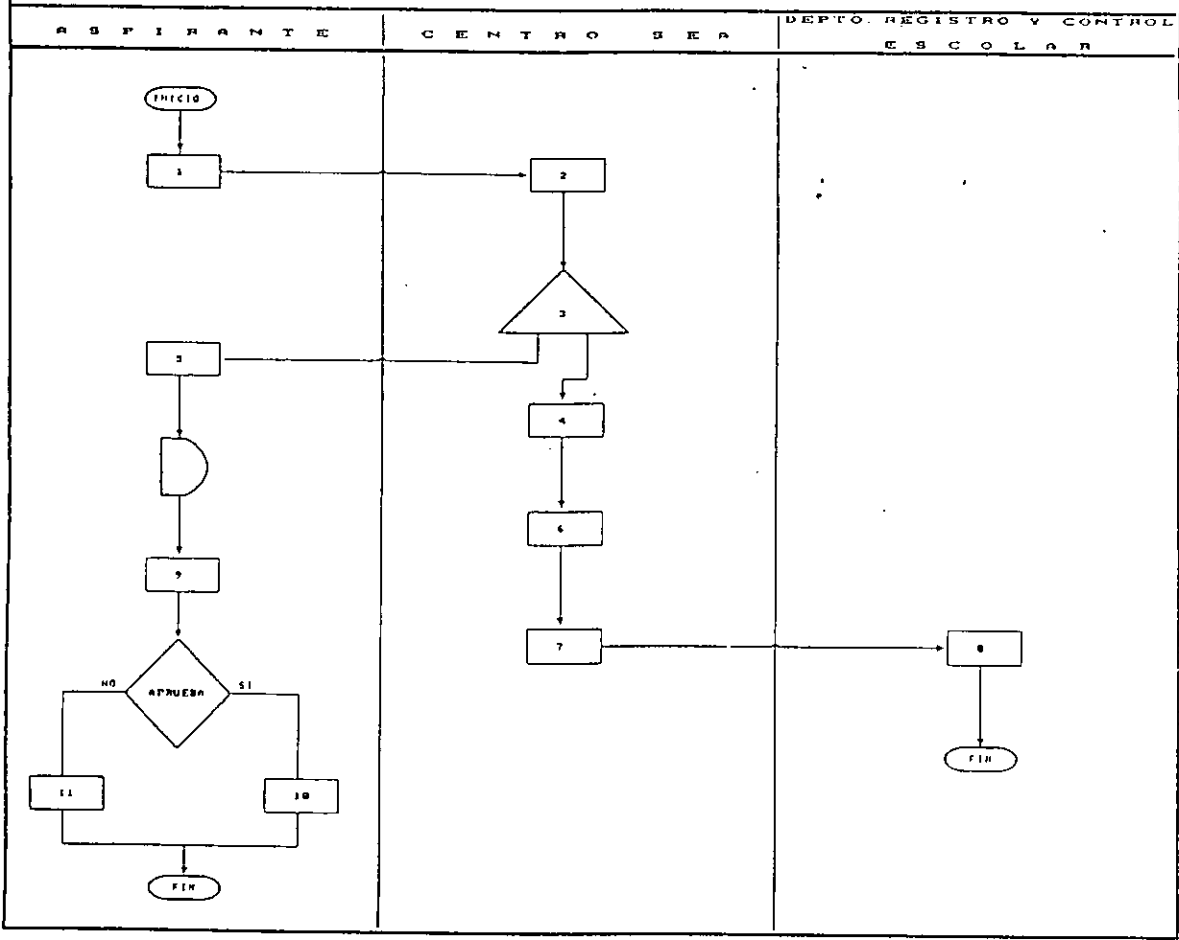 ASPIRANTE
CENTRO SEA
DEPTO. REGISTRO Y CONTROL
ESCOLAR
INICIO
1
2
3
5
4
6
9
7
8
NO
APRUEBA
SI
FIN
11
10
FIN